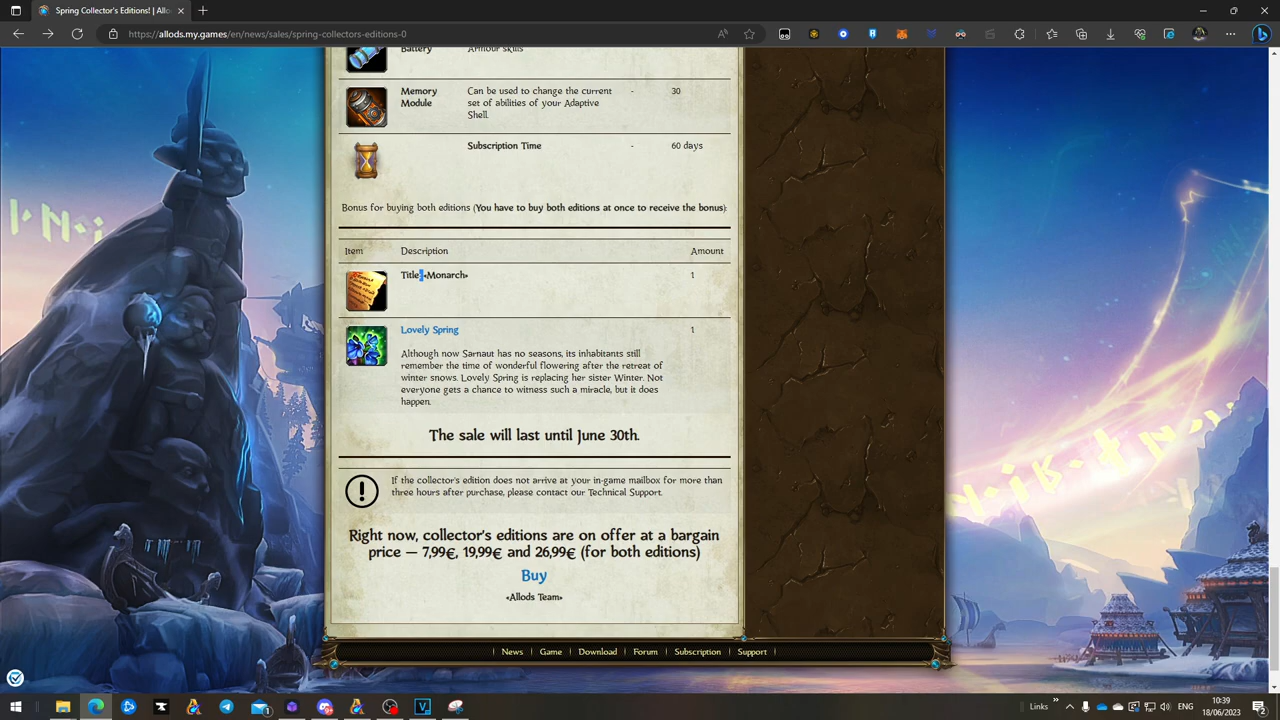 Spring Collector's Editions! | Allo
https://allods.my.games/en/news/sales/spring-collectors-editions-0
Battery
Armour skills
Memory Module
Can be used to change the current
set of abilities of your Adaptive
Shell.
-
30
Subscription Time
-
60 days
Bonus for buying both editions (You have to buy both editions at once to receive the bonus):
Item
Description
Amount
Title: «Monarch»
1
Lovely Spring
1
Although now Sarnaut has no seasons, its inhabitants still
remember the time of wonderful flowering after the retreat of
winter snows. Lovely Spring is replacing her sister Winter. Not
everyone gets a chance to witness such a miracle, but it does
happen.
The sale will last until June 30th.
If the collector's edition does not arrive at your in-game mailbox for more than
three hours after purchase, please contact our Technical Support.
Right now, collector's editions are on offer at a bargain
price — 7,99€, 19,99€ and 26,99€ (for both editions)
Buy
«Allods Team»
News | Game | Download | Forum | Subscription | Support
Links
ENG
10:39
18/06/2023